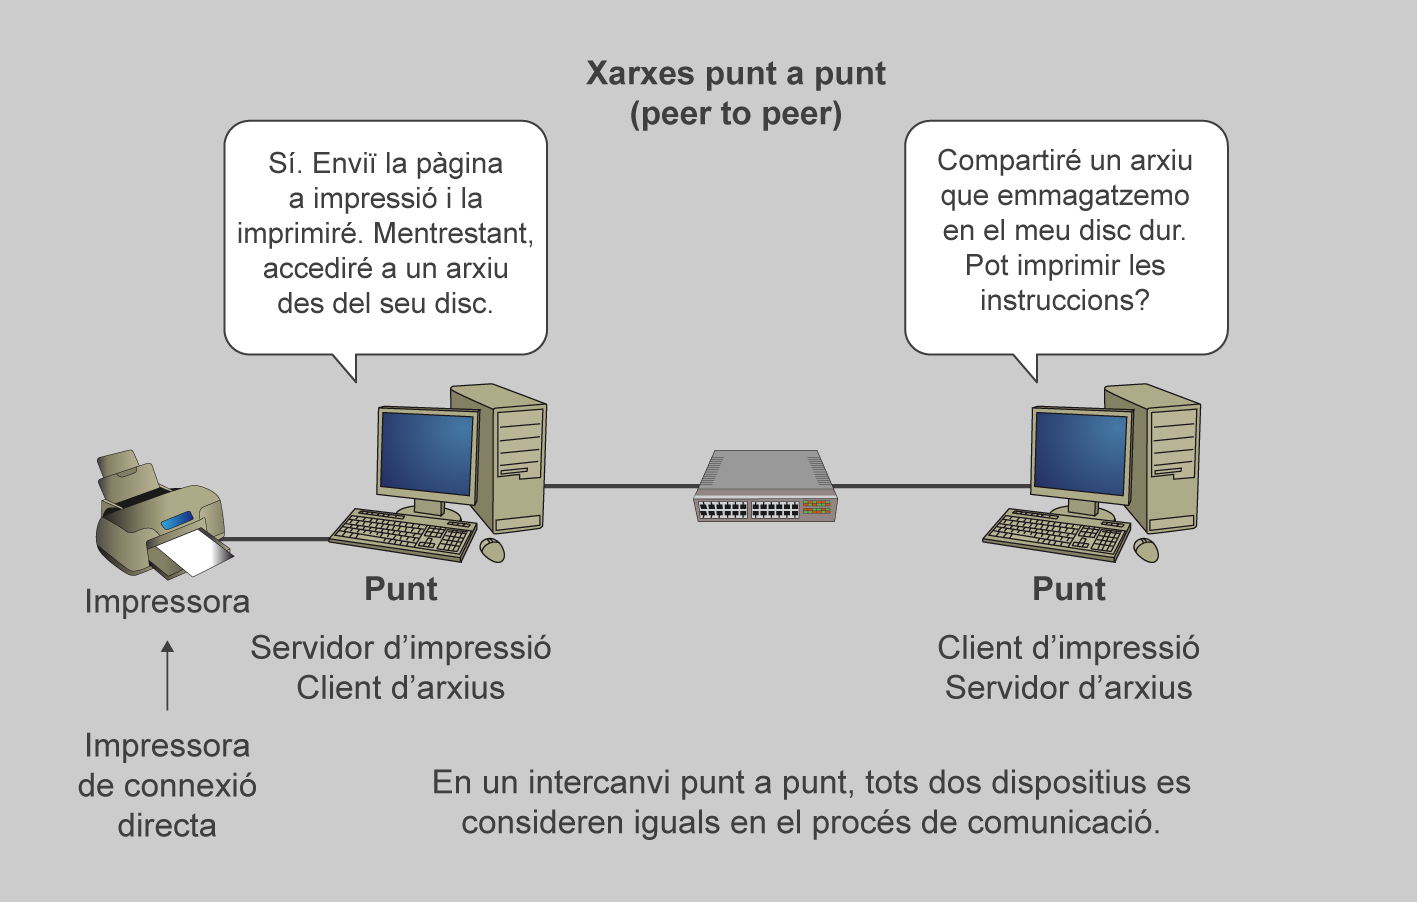 Xarxes punt a punt
(peer to peer)
Sí. Enviï la pàgina
a impressió i la
imprimiré. Mentrestant,
accediré a un arxiu
des del seu disc.
Compartiré un arxiu
que emmagatzemo
en el meu disc dur.
Pot imprimir les
instruccions?
Impressora
Punt
Servidor d’impressió
Client d’arxius
Punt
Client d’impressió
Servidor d’arxius
Impressora
de connexió
directa
En un intercanvi punt a punt, tots dos dispositius es
consideren iguals en el procés de comunicació.